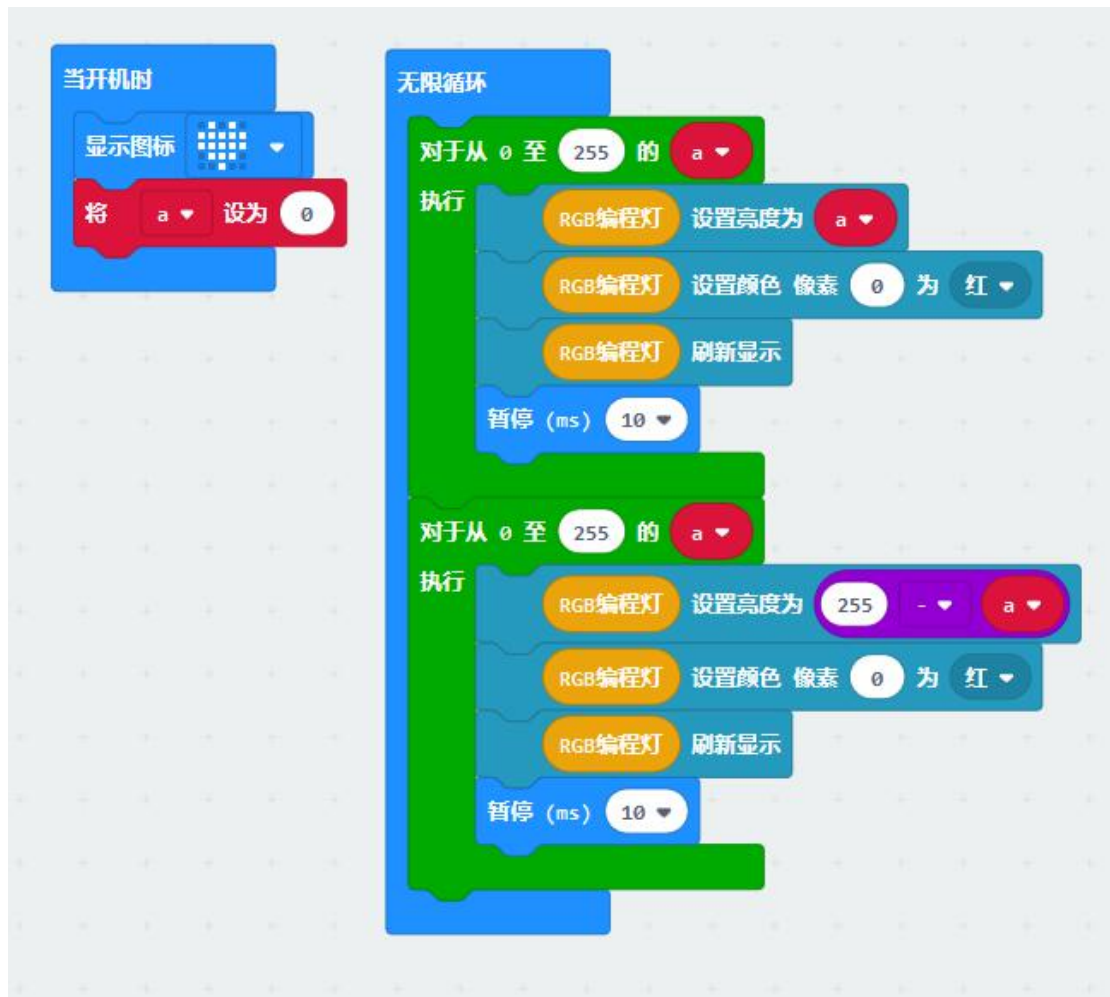 当开机时
显示图标
将 a 设为 0
无限循环
对于从 0 至 255 的 a
执行
RGB编程灯 设置亮度为 a
RGB编程灯 设置颜色 像素 0 为 红
RGB编程灯 刷新显示
暂停 (ms) 10
对于从 0 至 255 的 a
执行
RGB编程灯 设置亮度为 255 - a
RGB编程灯 设置颜色 像素 0 为 红
RGB编程灯 刷新显示
暂停 (ms) 10